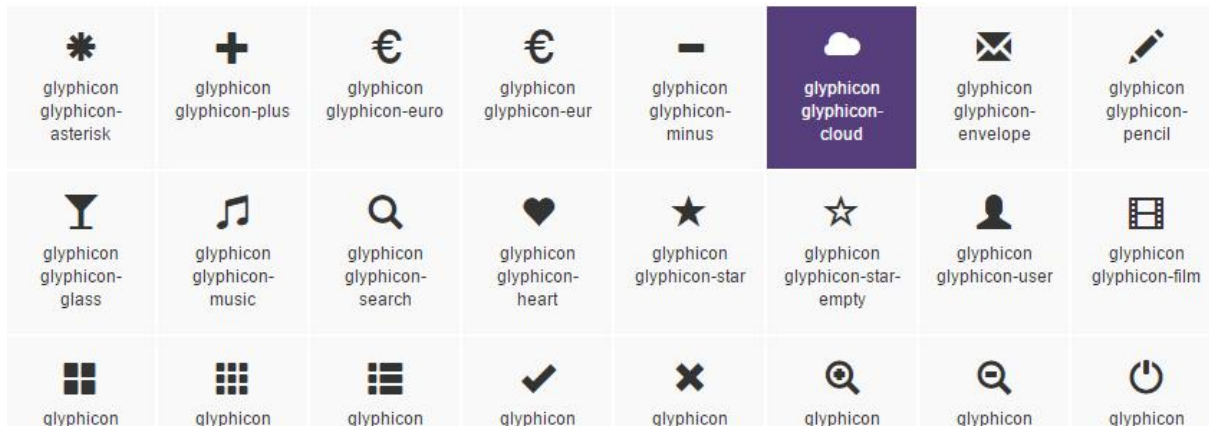 glyphicon
glyphicon-
asterisk
glyphicon
glyphicon-plus
glyphicon
glyphicon-euro
glyphicon
glyphicon-eur
glyphicon
glyphicon-
minus
glyphicon
glyphicon-
cloud
glyphicon
glyphicon-
envelope
glyphicon
glyphicon-
pencil
glyphicon
glyphicon-
glass
glyphicon
glyphicon-
music
glyphicon
glyphicon-
search
glyphicon
glyphicon-
heart
glyphicon
glyphicon-star
glyphicon
glyphicon-star-
empty
glyphicon
glyphicon-user
glyphicon
glyphicon-film
glyphicon
glyphicon
glyphicon
glyphicon
glyphicon
glyphicon
glyphicon
glyphicon